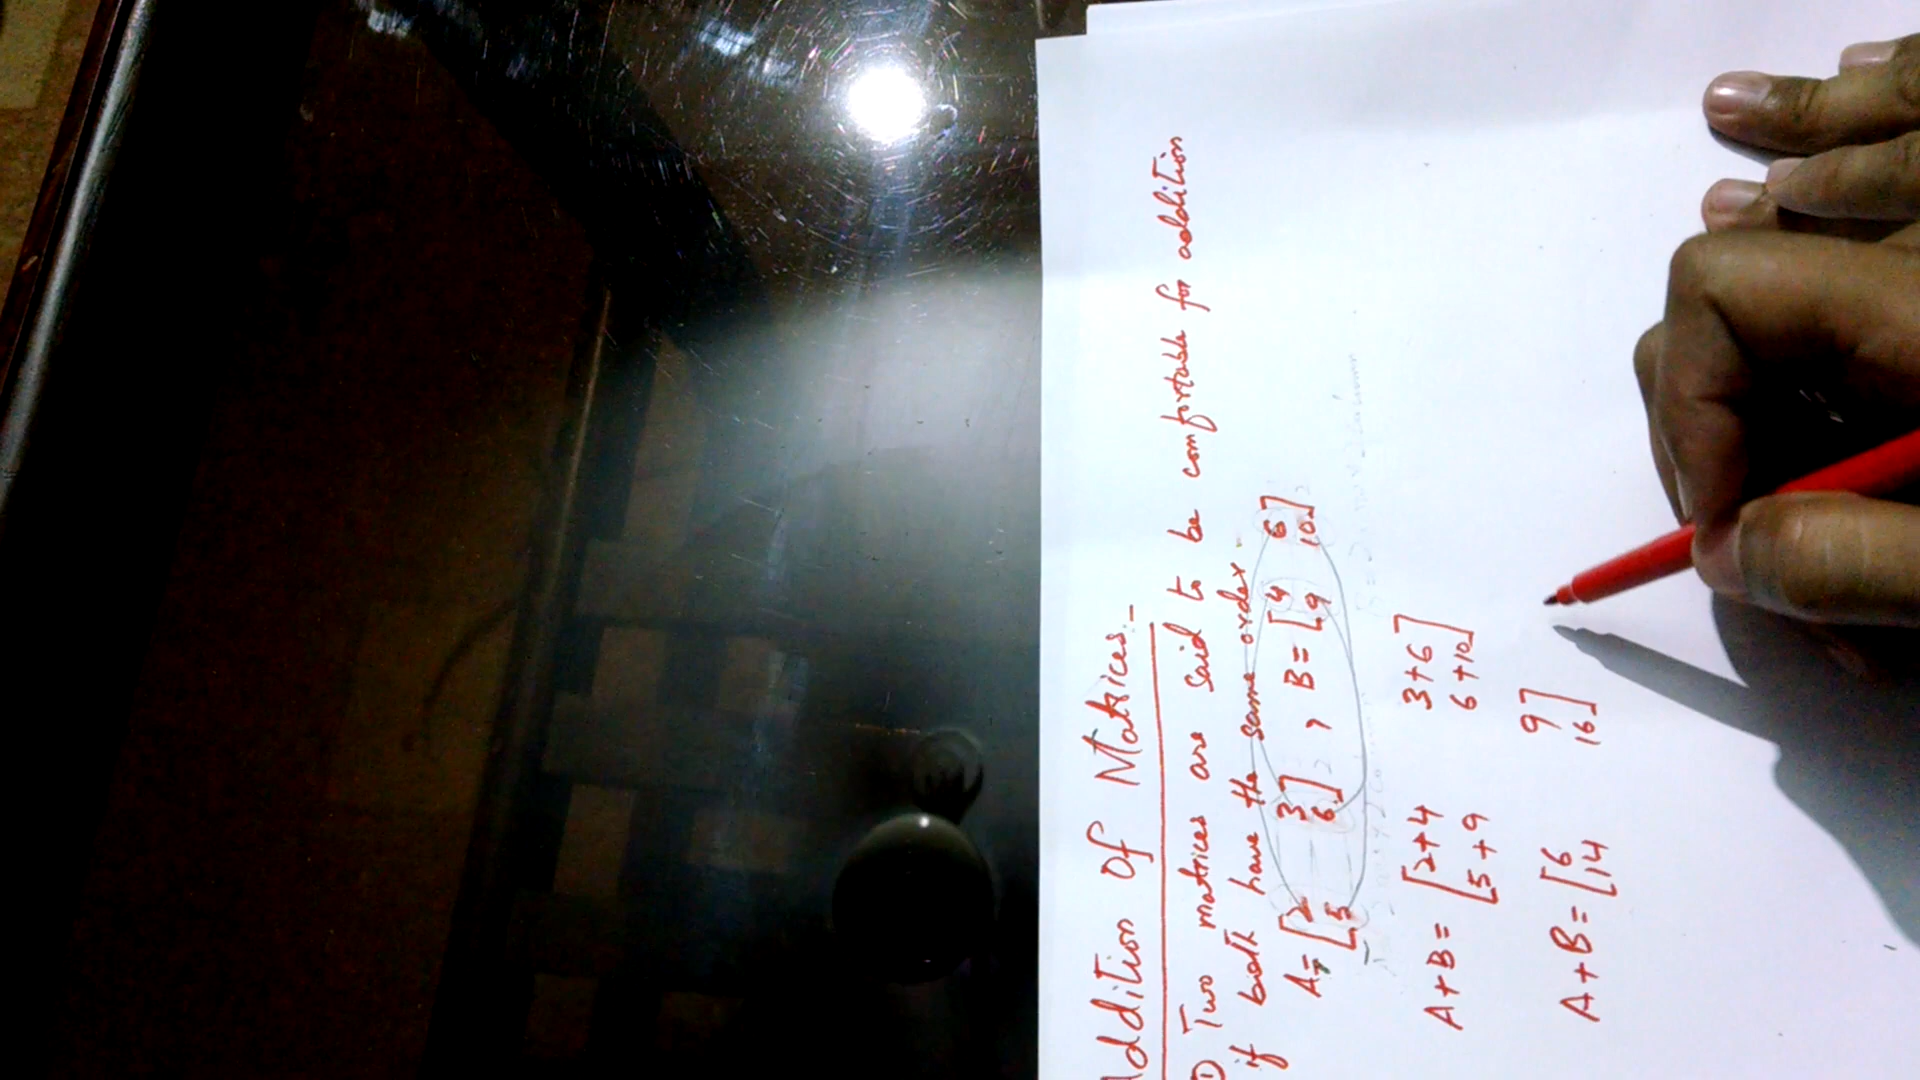 Addition of Matrices:-
① Two matrices are said to be comfortable for addition
if both have the same order.
A = [2 3], B = [4 6]
[5 6]2 [9 10]2
A+B = [2+4 3+6]
[5+9 6+10]
A+B = [6 9]
[14 16]